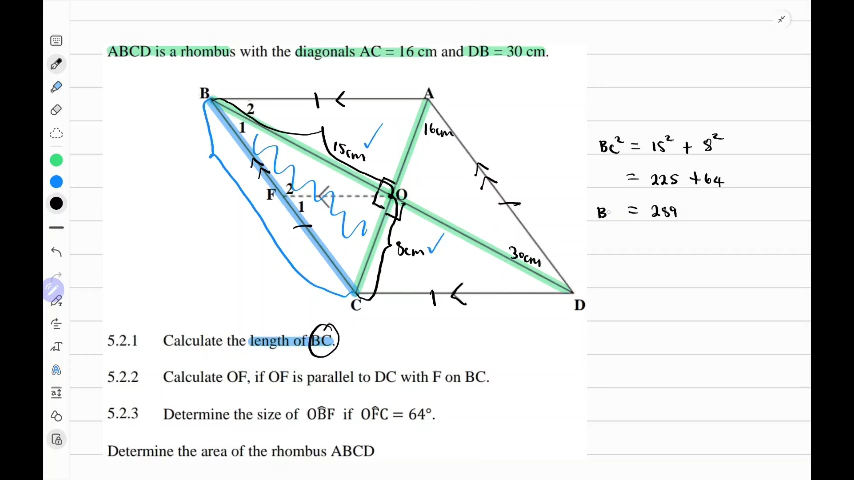 ABCD is a rhombus with the diagonals AC = 16 cm and DB = 30 cm.
B
A
2
1
16cm
15cm
F
2
1
O
8cm
30cm
C
D
BC² = 15² + 8²
= 225 + 64
B = 289
5.2.1 Calculate the length of BC.
5.2.2 Calculate OF, if OF is parallel to DC with F on BC.
5.2.3 Determine the size of OB̂F if OF̂C = 64°.
Determine the area of the rhombus ABCD